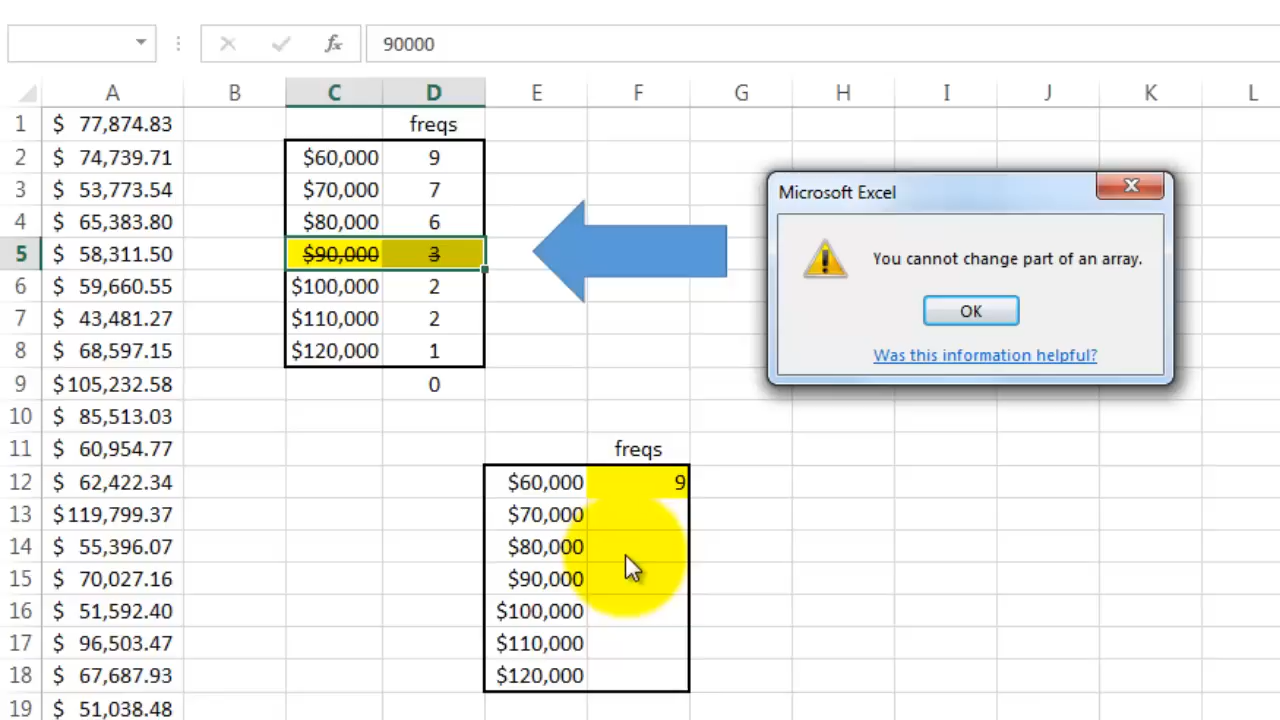 fx 90000
A B C D E F G H I J K L
1 $ 77,874.83 freqs
2 $ 74,739.71 $60,000 9
3 $ 53,773.54 $70,000 7
4 $ 65,383.80 $80,000 6
5 $ 58,311.50 $90,000 3
6 $ 59,660.55 $100,000 2
7 $ 43,481.27 $110,000 2
8 $ 68,597.15 $120,000 1
9 $105,232.58 0
10 $ 85,513.03
11 $ 60,954.77 freqs
12 $ 62,422.34 $60,000 9
13 $119,799.37 $70,000
14 $ 55,396.07 $80,000
15 $ 70,027.16 $90,000
16 $ 51,592.40 $100,000
17 $ 96,503.47 $110,000
18 $ 67,687.93 $120,000
19 $ 51,038.48
Microsoft Excel
You cannot change part of an array.
OK
Was this information helpful?